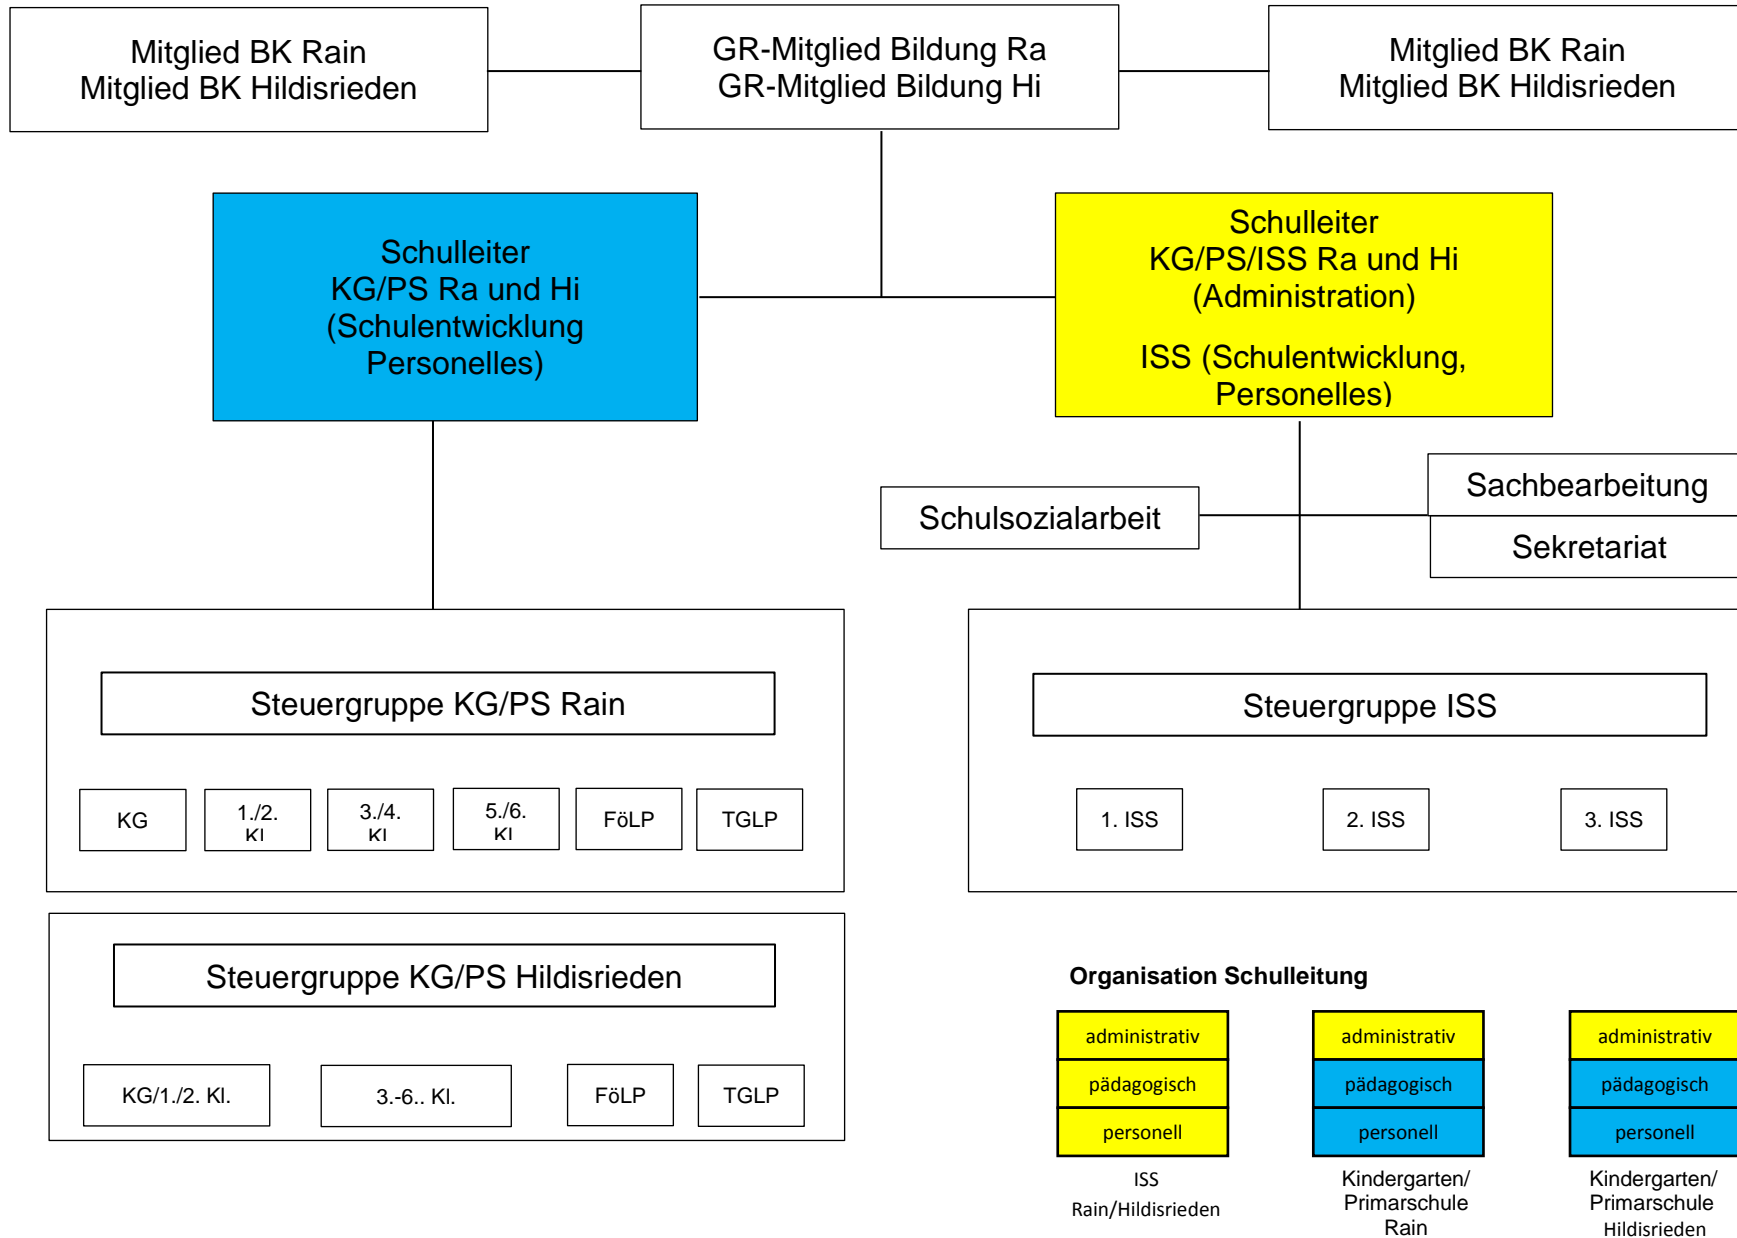 Mitglied BK Rain
Mitglied BK Hildisrieden
GR-Mitglied Bildung Ra
GR-Mitglied Bildung Hi
Mitglied BK Rain
Mitglied BK Hildisrieden
Schulleiter
KG/PS Ra und Hi
(Schulentwicklung
Personelles)
Schulleiter
KG/PS/ISS Ra und Hi
(Administration)
ISS (Schulentwicklung,
Personelles)
Schulsozialarbeit
Sachbearbeitung
Sekretariat
Steuergruppe KG/PS Rain
KG
1./2.
Kl
3./4.
Kl
5./6.
Kl
FöLP
TGLP
Steuergruppe ISS
1. ISS
2. ISS
3. ISS
Steuergruppe KG/PS Hildisrieden
KG/1./2. Kl.
3.-6.. Kl.
FöLP
TGLP
Organisation Schulleitung
administrativ
pädagogisch
personell
ISS
Rain/Hildisrieden
administrativ
pädagogisch
personell
Kindergarten/
Primarschule
Rain
administrativ
pädagogisch
personell
Kindergarten/
Primarschule
Hildisrieden